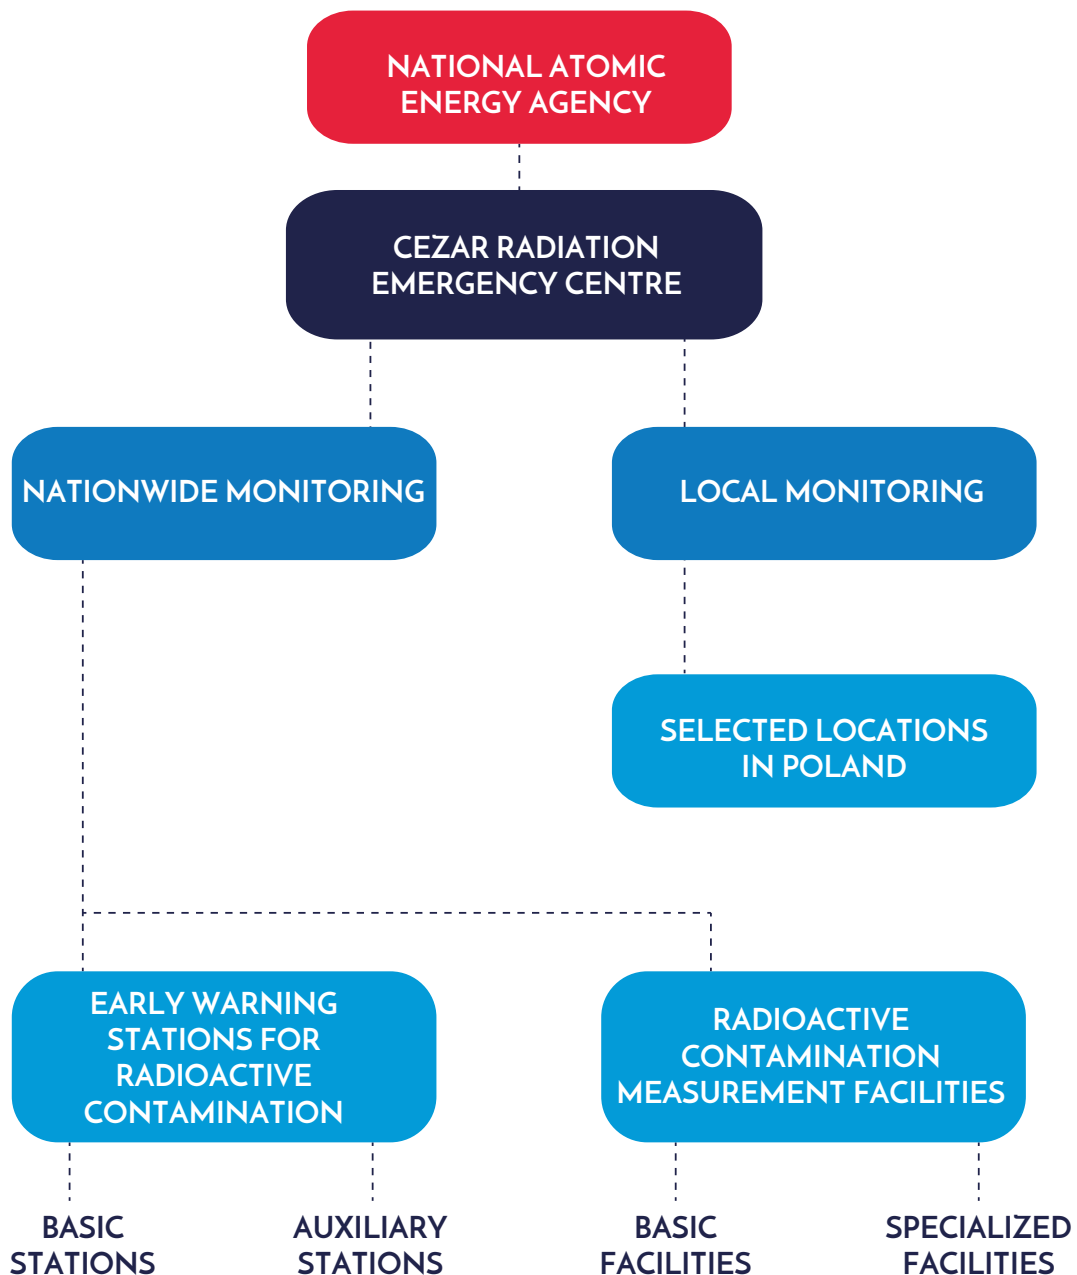 NATIONAL ATOMIC
ENERGY AGENCY
CEZAR RADIATION
EMERGENCY CENTRE
NATIONWIDE MONITORING
LOCAL MONITORING
SELECTED LOCATIONS
IN POLAND
EARLY WARNING
STATIONS FOR
RADIOACTIVE
CONTAMINATION
RADIOACTIVE
CONTAMINATION
MEASUREMENT FACILITIES
BASIC
STATIONS
AUXILIARY
STATIONS
BASIC
FACILITIES
SPECIALIZED
FACILITIES